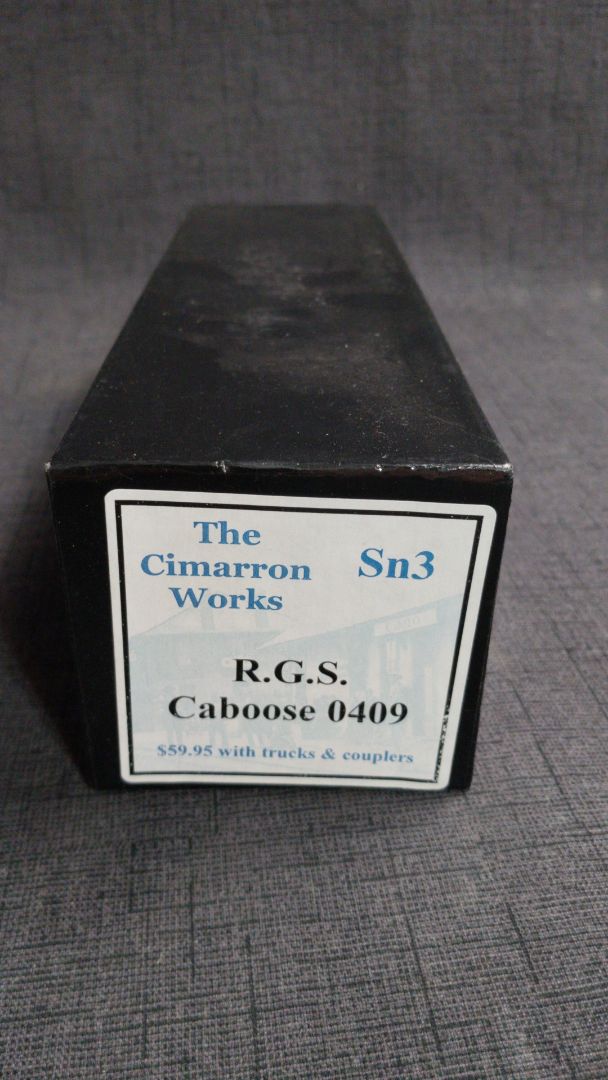 The
Cimarron
Works
Sn3
R.G.S.
Caboose 0409
$59.95 with trucks & couplers